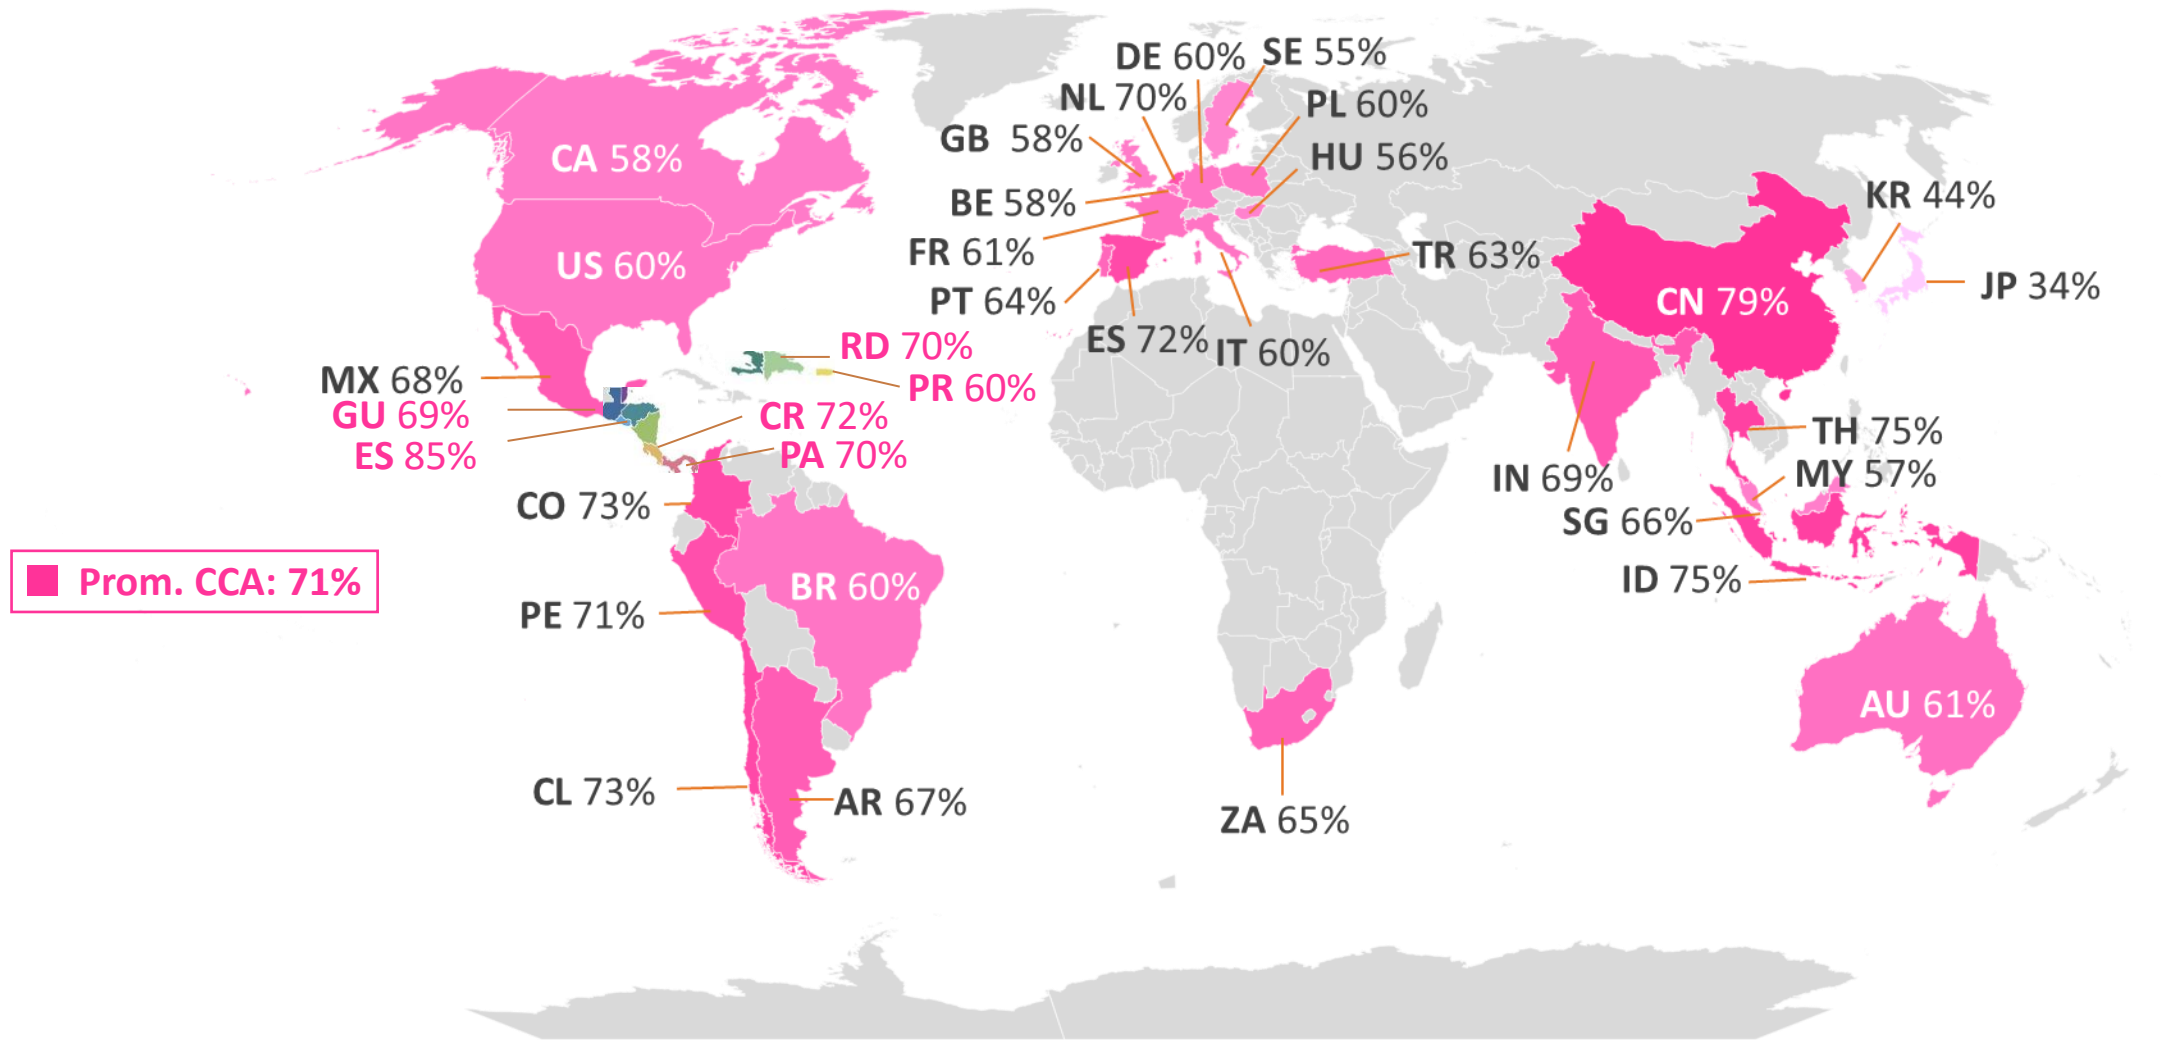 DE 60%
SE 55%
NL 70%
PL 60%
GB 58%
HU 56%
CA 58%
BE 58%
KR 44%
FR 61%
TR 63%
US 60%
JP 34%
PT 64%
CN 79%
ES 72%
IT 60%
RD 70%
MX 68%
PR 60%
GU 69%
CR 72%
ES 85%
PA 70%
TH 75%
IN 69%
MY 57%
CO 73%
SG 66%
Prom. CCA: 71%
BR 60%
ID 75%
PE 71%
AU 61%
CL 73%
AR 67%
ZA 65%